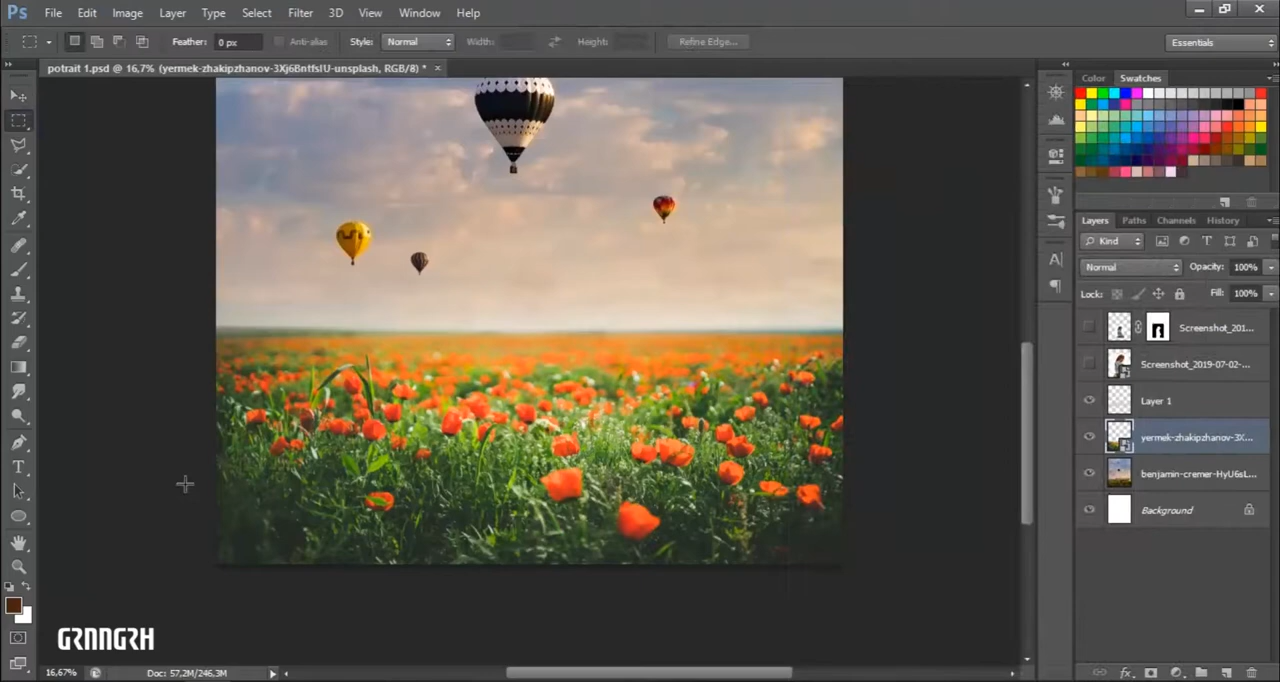 Ps File Edit Image Layer Type Select Filter 3D View Window Help
Feather: 0 px Anti-alias Style: Normal Width: Height: Refine Edge... Essentials
potrait 1.psd @ 16,7% (yermek-zhakipzhanov-3Xj6BntfsIU-unsplash, RGB/8) *
Color Swatches
Layers Paths Channels History
Kind
Normal Opacity: 100%
Lock: Fill: 100%
Screenshot_201...
Screenshot_2019-07-02-...
Layer 1
yermek-zhakipzhanov-3X...
benjamin-cremer-HyU6sL...
Background
GRNNGRH
16,67% Doc: 57,2M/246,3M